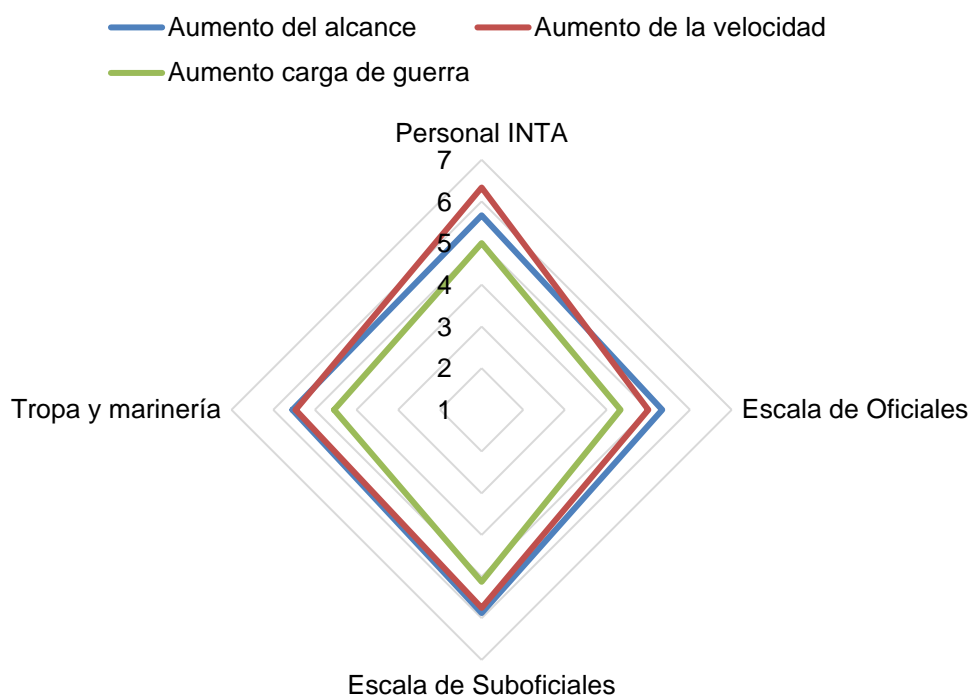 Aumento del alcance
Aumento de la velocidad
Aumento carga de guerra
Personal INTA
7
6
5
4
3
2
1
Tropa y marinería
Escala de Oficiales
Escala de Suboficiales